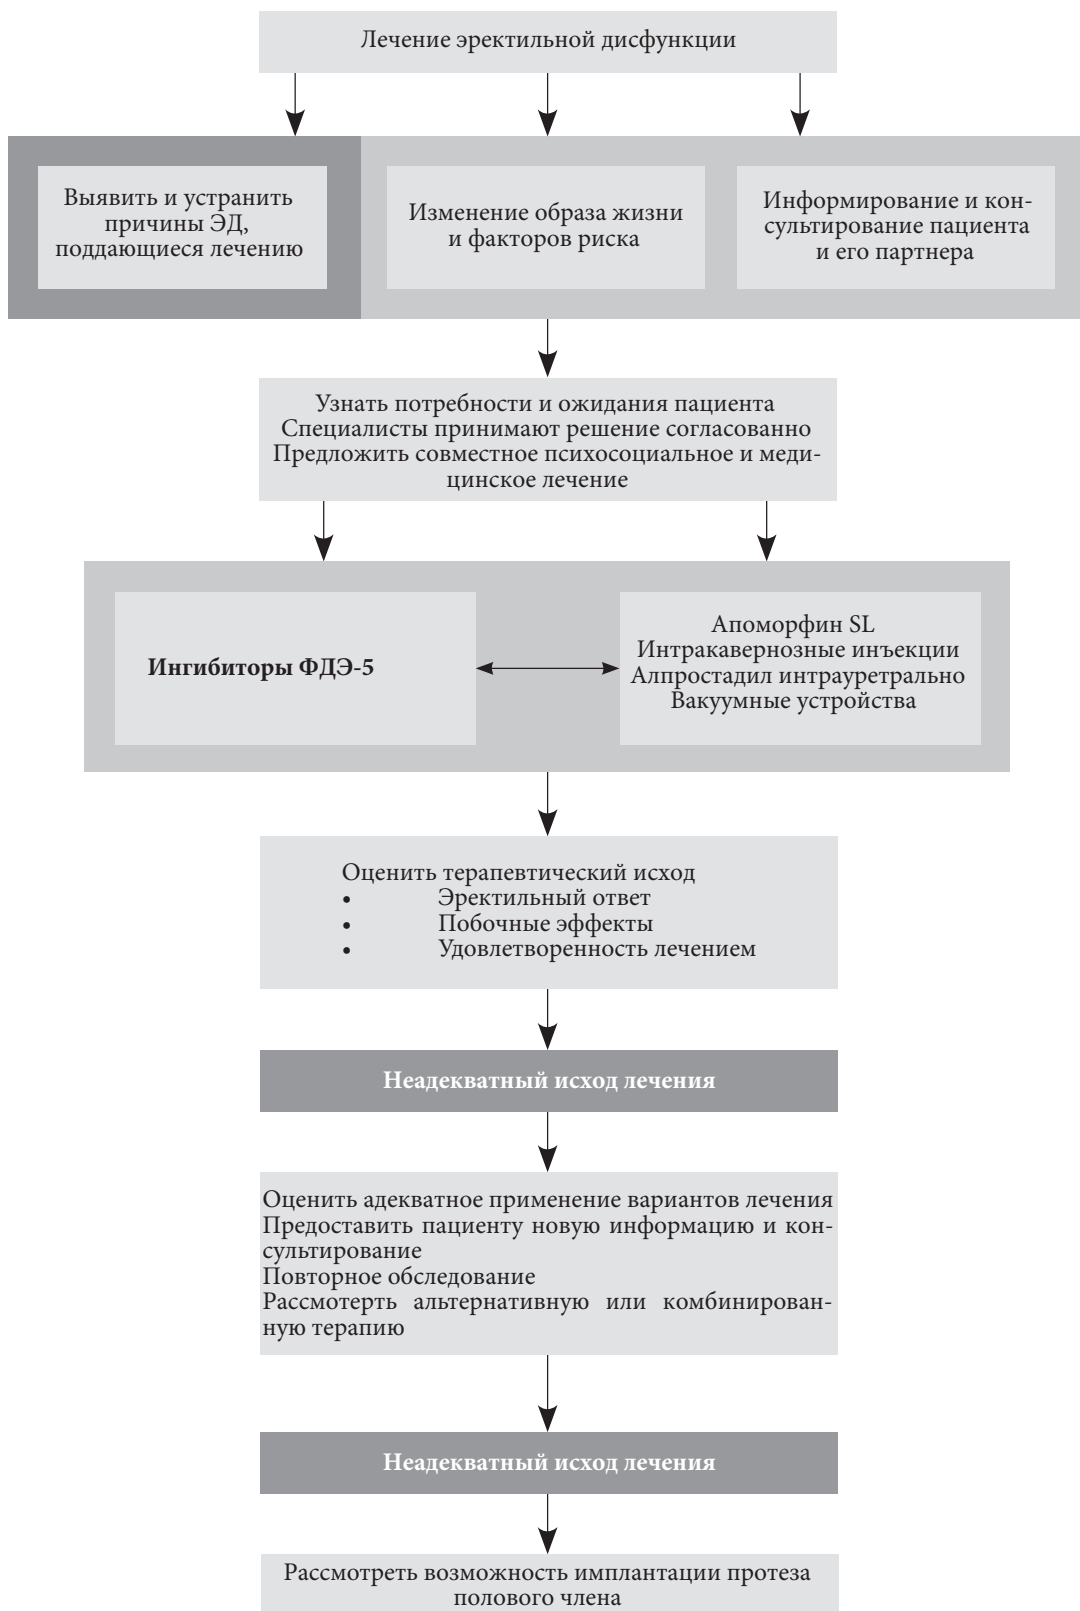 Лечение эректильной дисфункции
Выявить и устранить
причины ЭД,
поддающиеся лечению
Изменение образа жизни
и факторов риска
Информирование и кон-
сультирование пациента
и его партнера
Узнать потребности и ожидания пациента
Специалисты принимают решение согласованно
Предложить совместное психосоциальное и меди-
цинское лечение
Ингибиторы ФДЭ-5
Апоморфин SL
Интракавернозные инъекции
Алпростадил интрауретрально
Вакуумные устройства
Оценить терапевтический исход
• Эректильный ответ
• Побочные эффекты
• Удовлетворенность лечением
Неадекватный исход лечения
Оценить адекватное применение вариантов лечения
Предоставить пациенту новую информацию и кон-
сультирование
Повторное обследование
Рассмотерть альтернативную или комбинирован-
ную терапию
Неадекватный исход лечения
Рассмотреть возможность имплантации протеза
полового члена